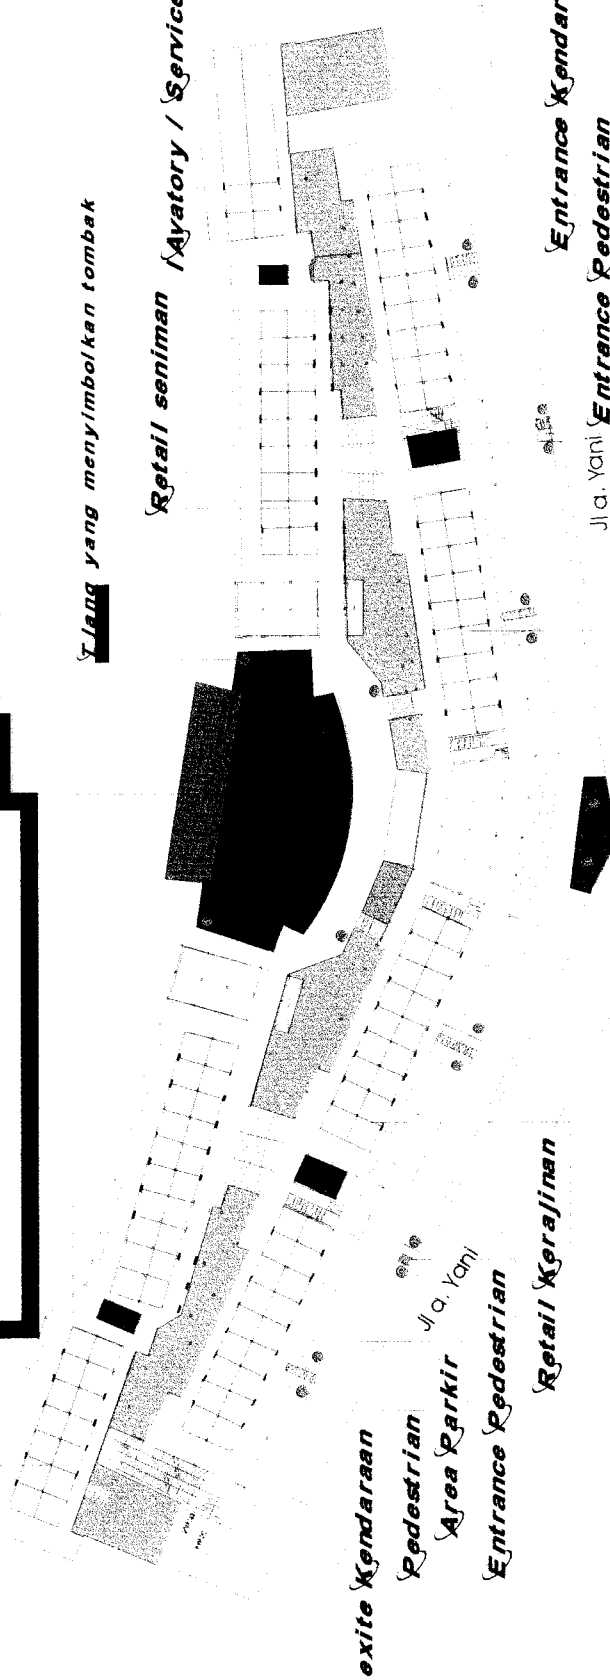 Tiang yang menyimbolkan tombak
Retail seniman
lAvatory / Service
Entrance Kendar
Entrance Pedestrian
Jl a. Yani
Jl a. Yani
exite Kendaraan
Pedestrian
Area Parkir
Entrance Pedestrian
Retail Kerajinan